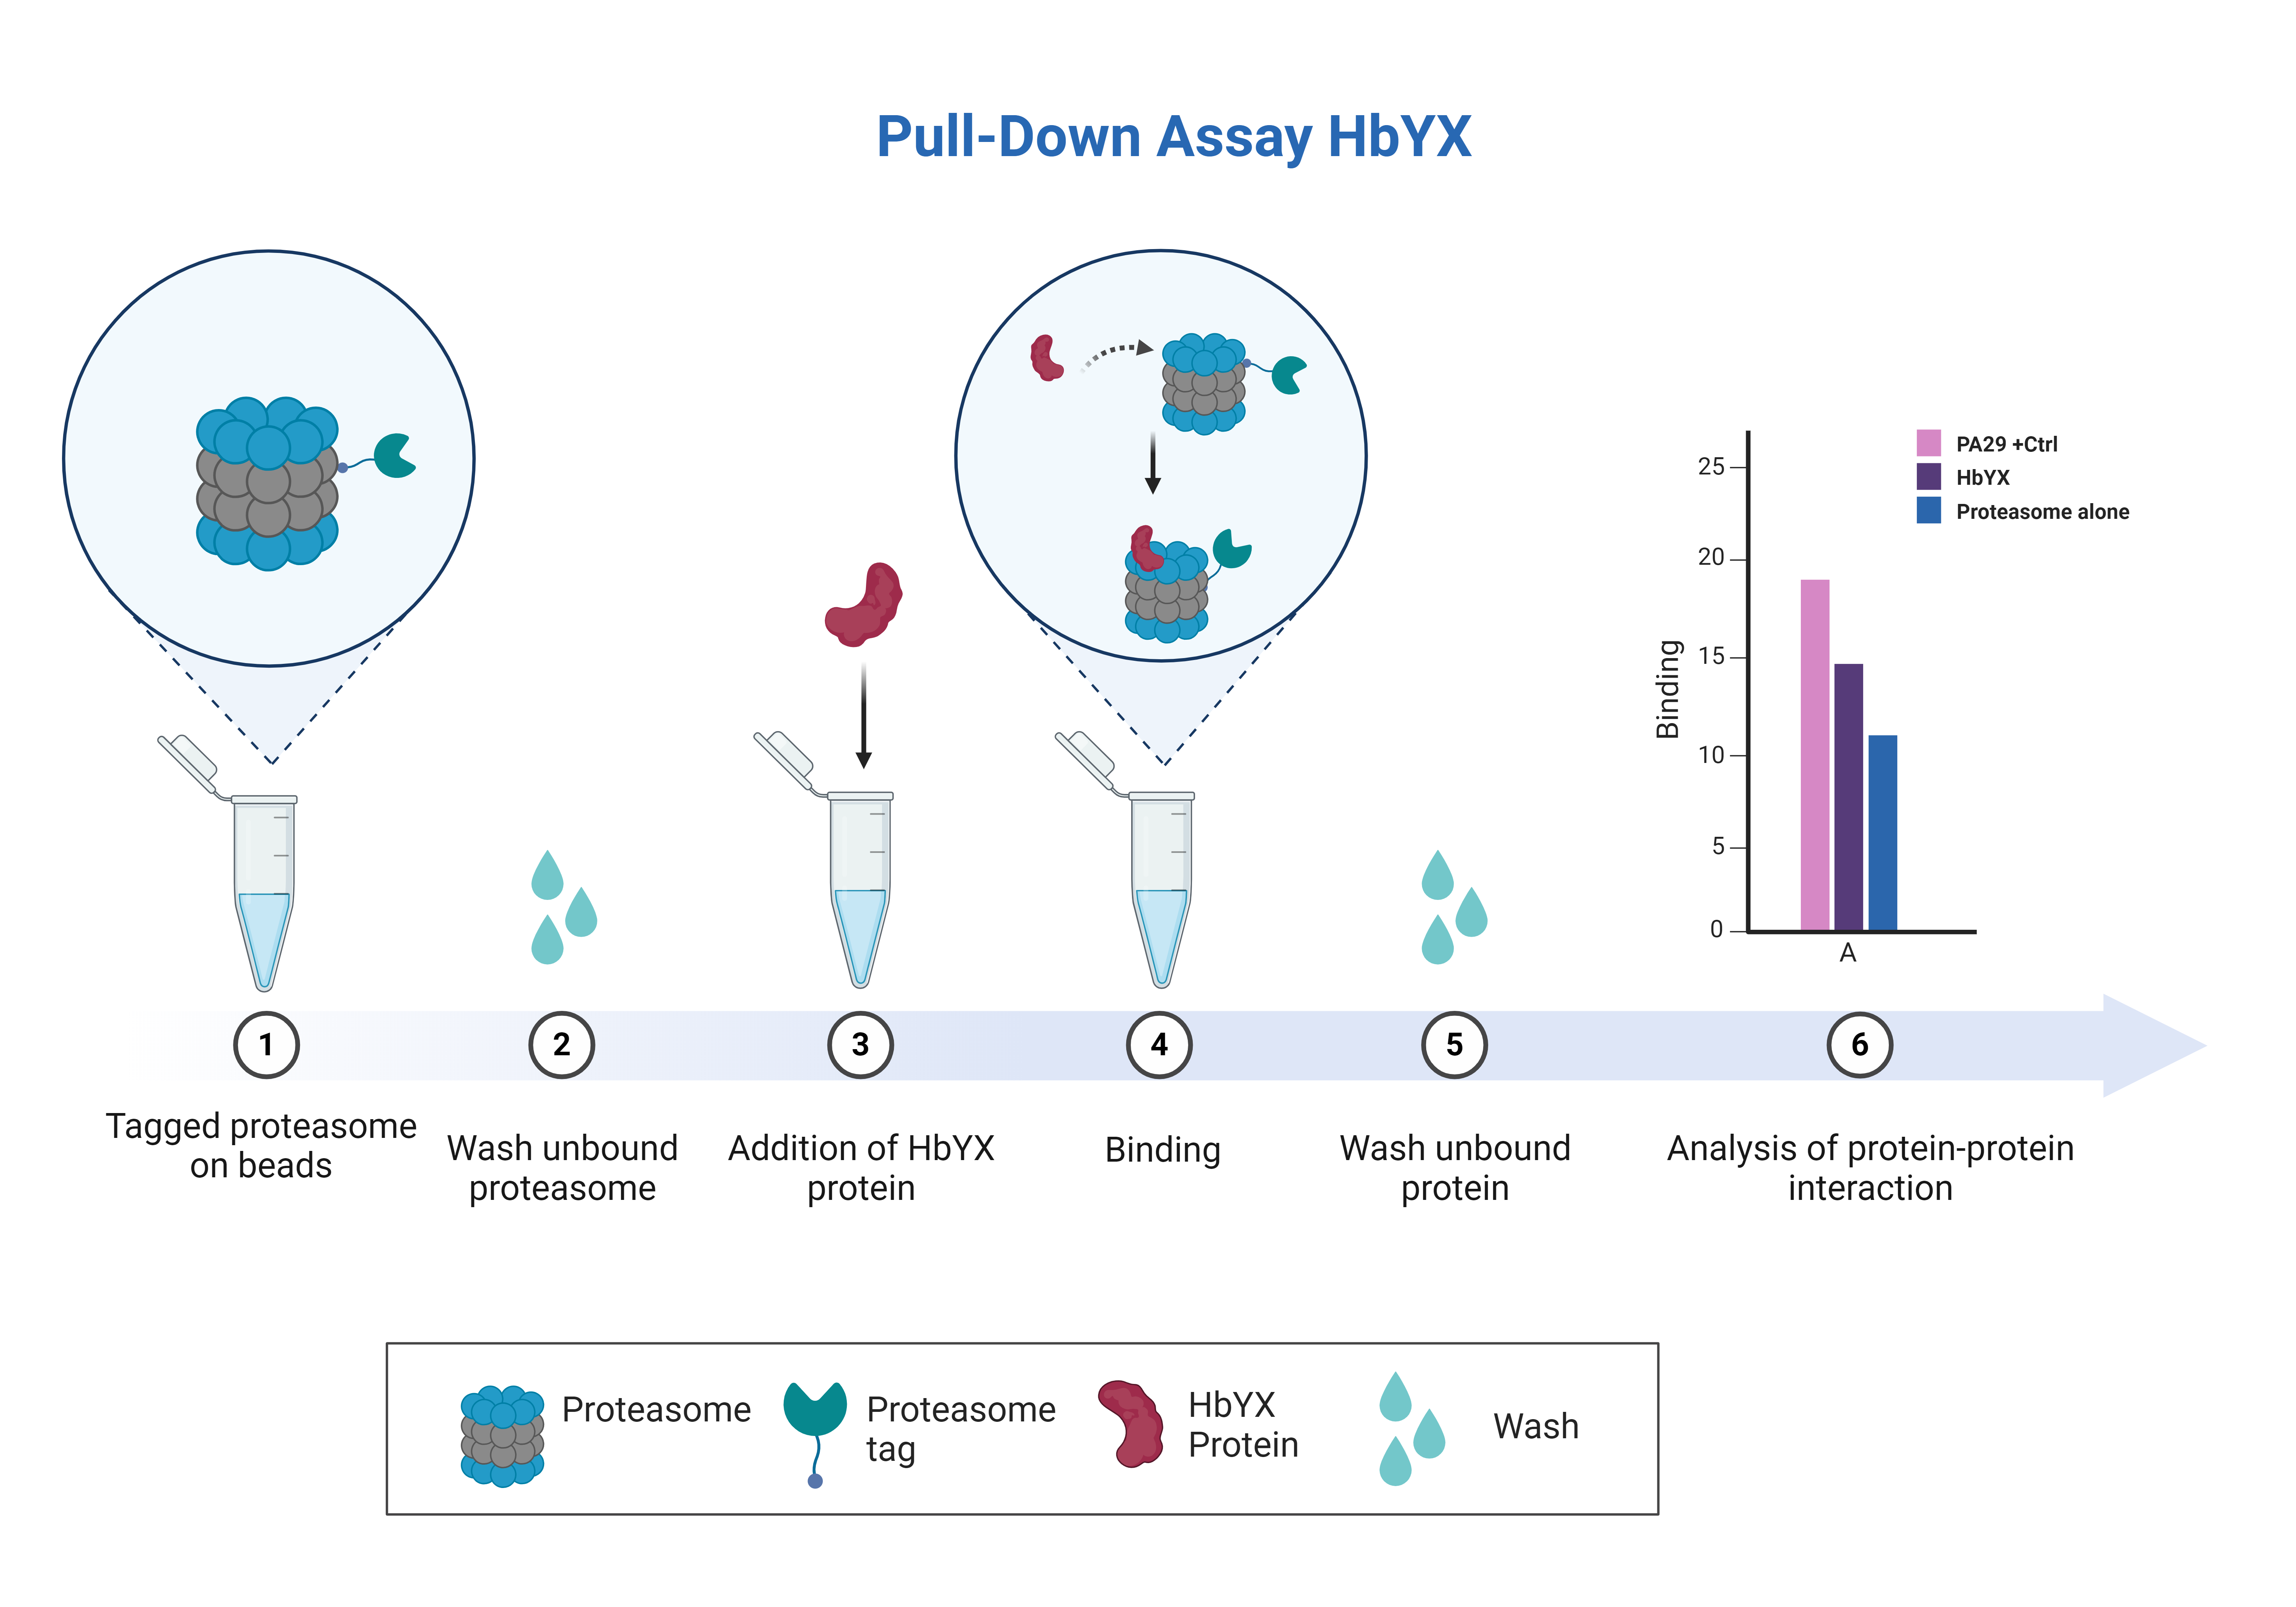 Pull-Down Assay HbYX
PA29 +Ctrl
HbYX
Proteasome alone
25
20
15
10
5
0
Binding
A
1
2
3
4
5
6
Tagged proteasome
on beads
Wash unbound
proteasome
Addition of HbYX
protein
Binding
Wash unbound
protein
Analysis of protein-protein
interaction
Proteasome
Proteasome
tag
HbYX
Protein
Wash